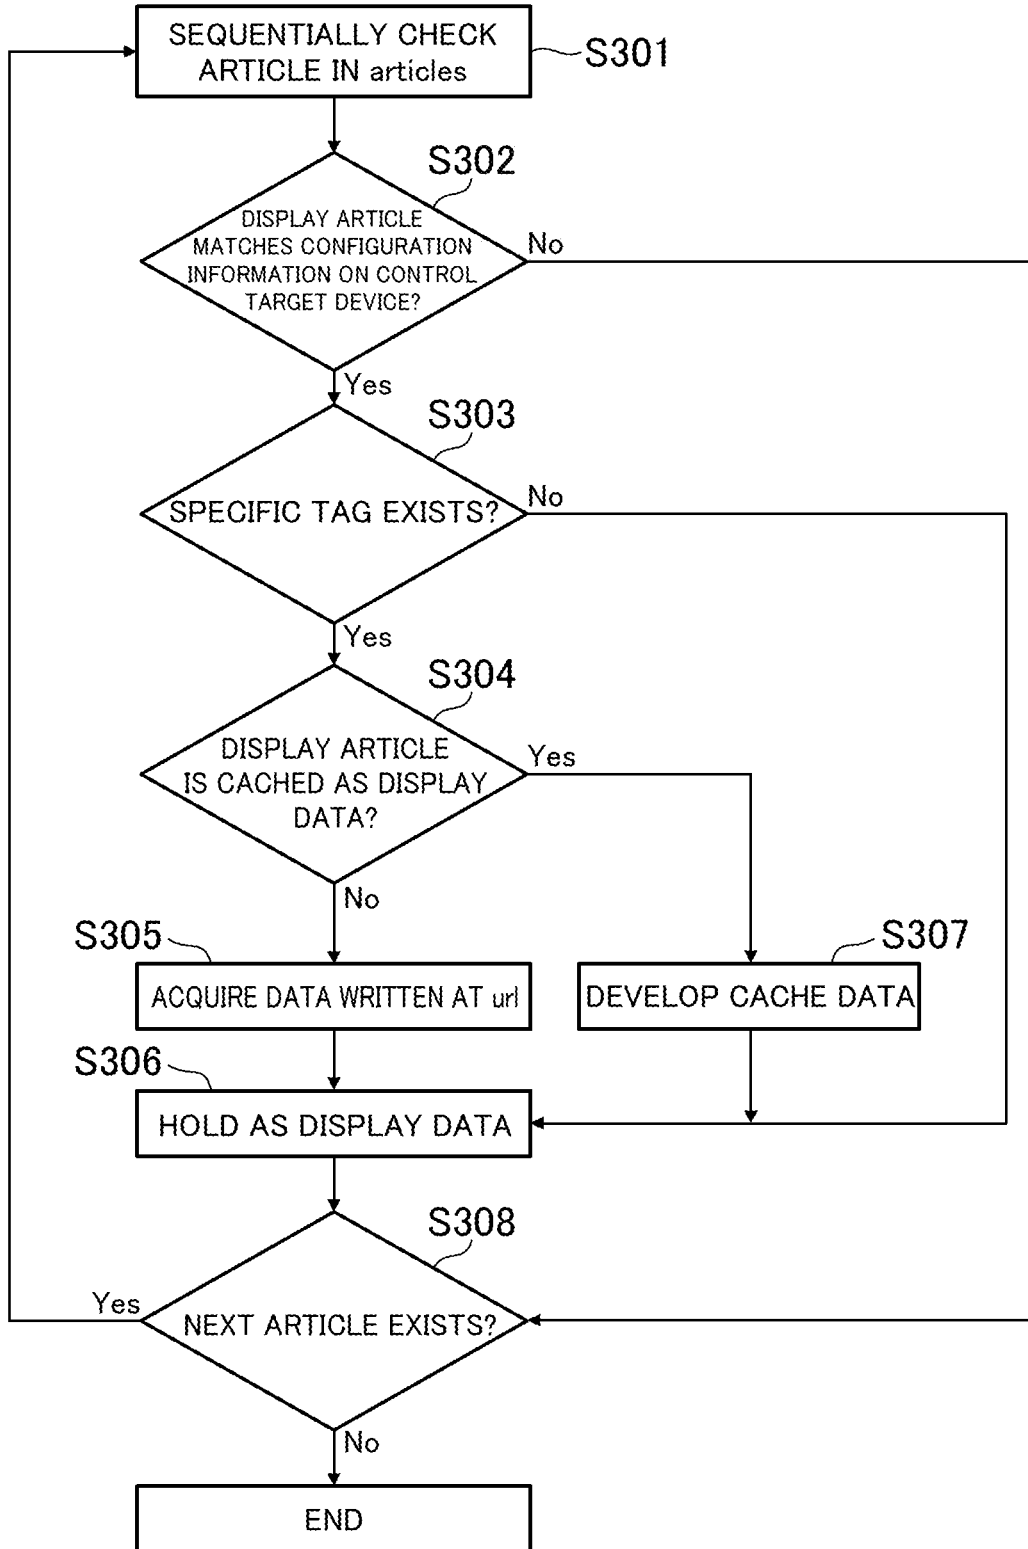 SEQUENTIALLY CHECK
ARTICLE IN articles
S301
S302
DISPLAY ARTICLE
MATCHES CONFIGURATION
INFORMATION ON CONTROL
TARGET DEVICE?
No
Yes
S303
SPECIFIC TAG EXISTS?
No
Yes
S304
DISPLAY ARTICLE
IS CACHED AS DISPLAY
DATA?
Yes
No
S305
ACQUIRE DATA WRITTEN AT url
S307
DEVELOP CACHE DATA
S306
HOLD AS DISPLAY DATA
S308
NEXT ARTICLE EXISTS?
Yes
No
END